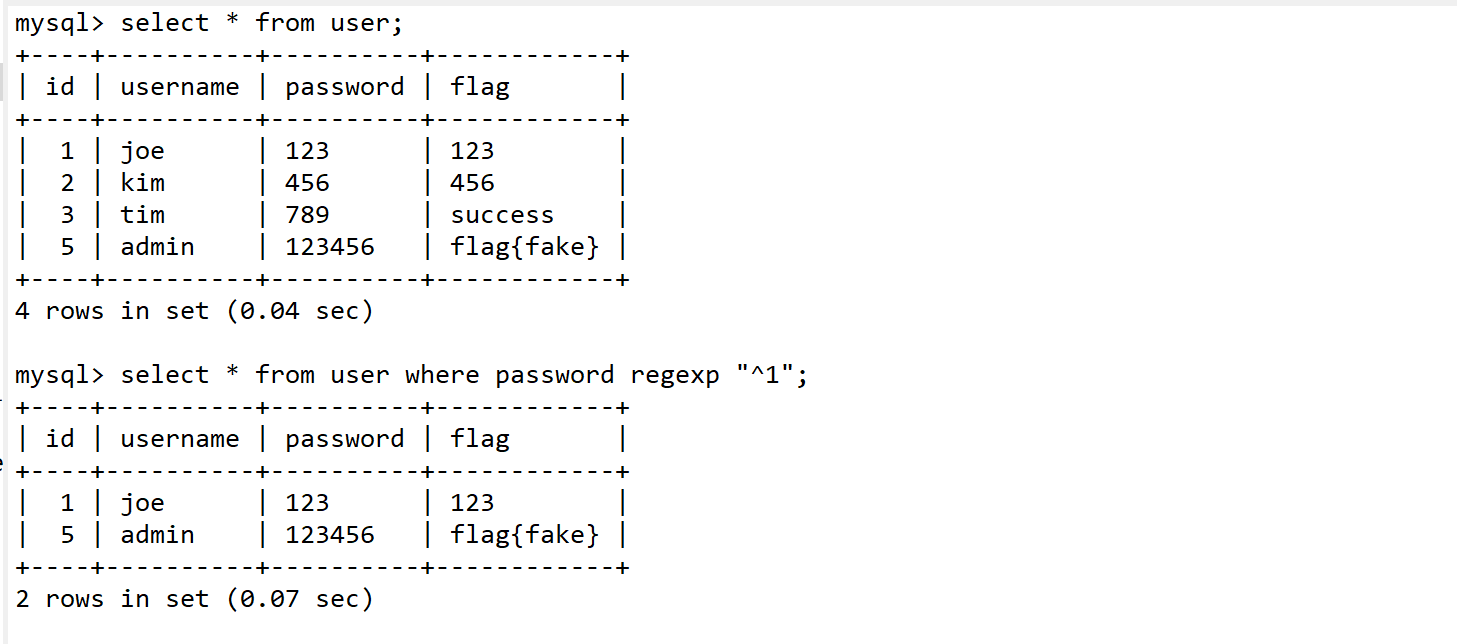 mysql> select * from user;
+----+----------+----------+------------+
| id | username | password | flag       |
+----+----------+----------+------------+
|  1 | joe      | 123      | 123        |
|  2 | kim      | 456      | 456        |
|  3 | tim      | 789      | success    |
|  5 | admin    | 123456   | flag{fake} |
+----+----------+----------+------------+
4 rows in set (0.04 sec)

mysql> select * from user where password regexp "^1";
+----+----------+----------+------------+
| id | username | password | flag       |
+----+----------+----------+------------+
|  1 | joe      | 123      | 123        |
|  5 | admin    | 123456   | flag{fake} |
+----+----------+----------+------------+
2 rows in set (0.07 sec)